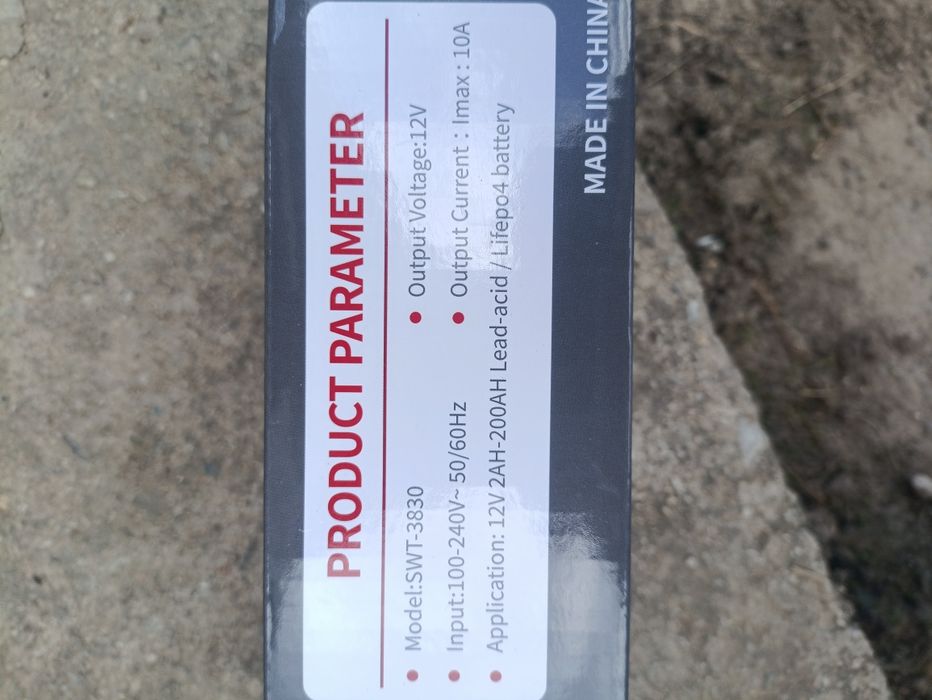 PRODUCT PARAMETER
• Model:SWT-3830 • Output Voltage:12V
• Input:100-240V~ 50/60Hz • Output Current : Imax : 10A
• Application: 12V 2AH-200AH Lead-acid / Lifepo4 battery
MADE IN CHINA